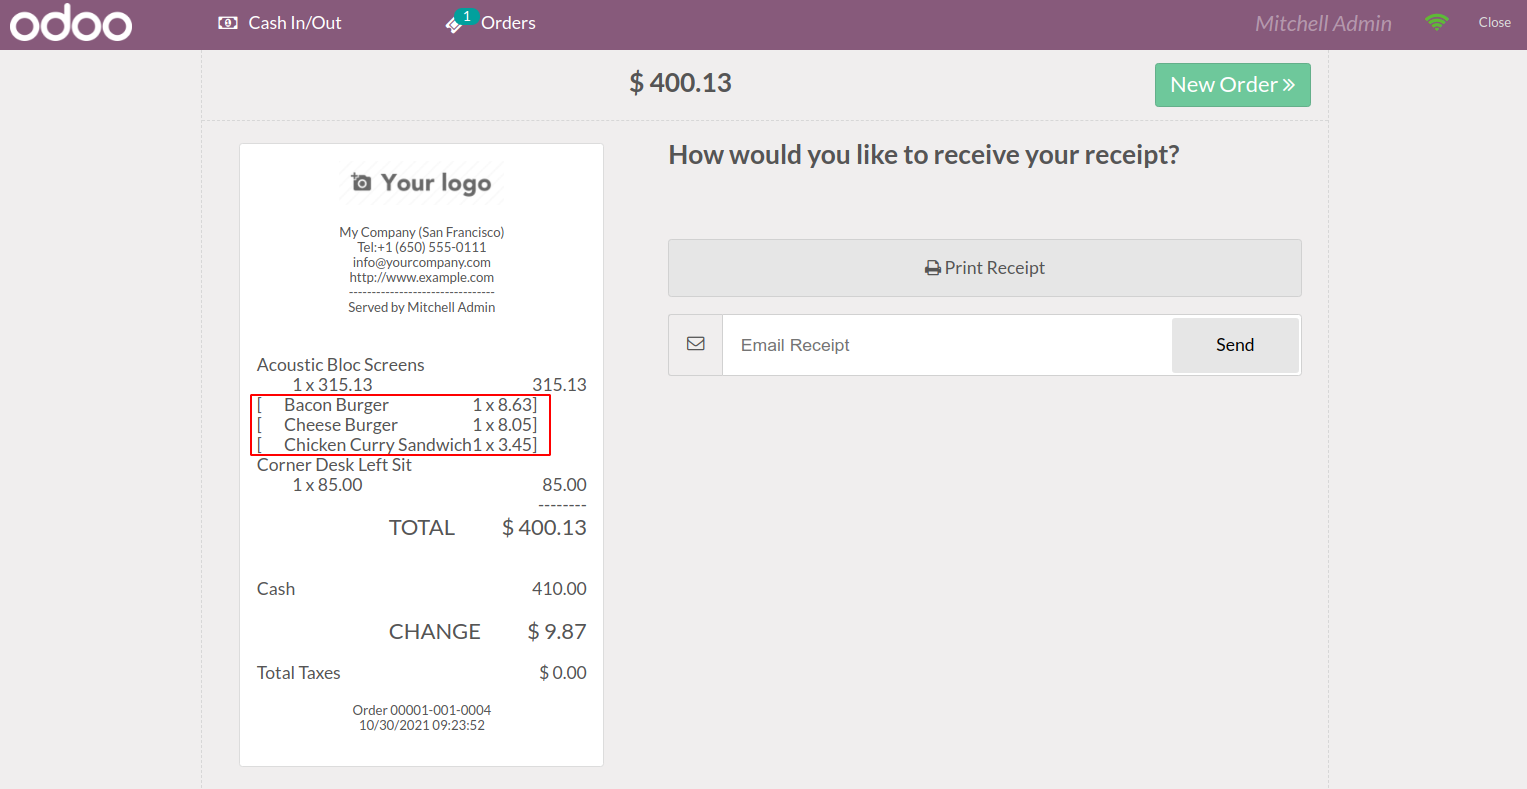 odoo
Cash In/Out
1
Orders
Mitchell Admin
Close
$ 400.13
New Order »
Your logo
My Company (San Francisco)
Tel:+1 (650) 555-0111
info@yourcompany.com
http://www.example.com
--------------------------------
Served by Mitchell Admin
Acoustic Bloc Screens
1 x 315.13 315.13
[ Bacon Burger 1 x 8.63]
[ Cheese Burger 1 x 8.05]
[ Chicken Curry Sandwich1 x 3.45]
Corner Desk Left Sit
1 x 85.00 85.00
--------
TOTAL $ 400.13
Cash 410.00
CHANGE $ 9.87
Total Taxes $ 0.00
Order 00001-001-0004
10/30/2021 09:23:52
How would you like to receive your receipt?
Print Receipt
Email Receipt
Send